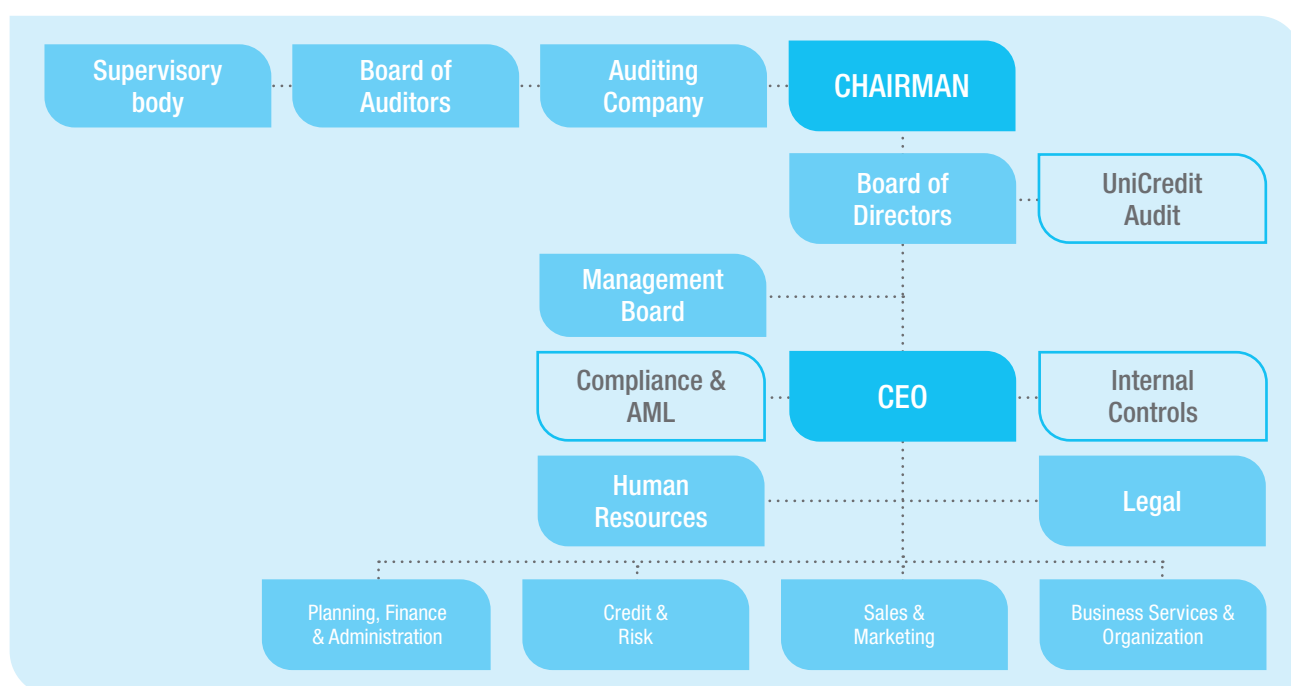 Supervisory
body
Board of
Auditors
Auditing
Company
CHAIRMAN
Board of
Directors
UniCredit
Audit
Management
Board
Compliance &
AML
CEO
Internal
Controls
Human
Resources
Legal
Planning, Finance
& Administration
Credit &
Risk
Sales &
Marketing
Business Services &
Organization